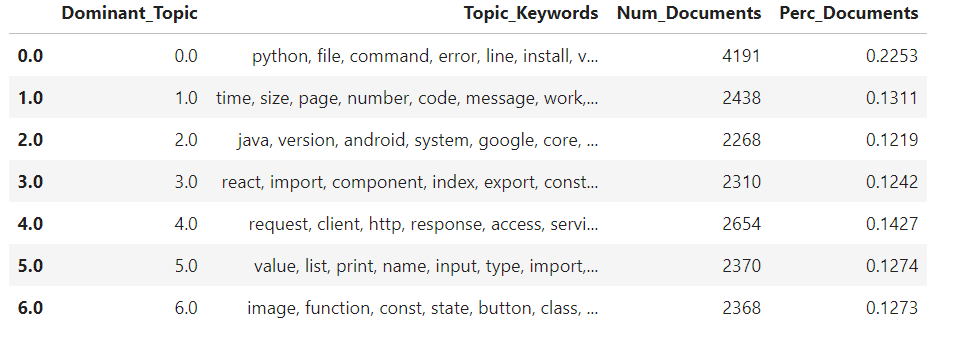 Dominant_Topic Topic_Keywords Num_Documents Perc_Documents
0.0 0.0 python, file, command, error, line, install, v... 4191 0.2253
1.0 1.0 time, size, page, number, code, message, work,... 2438 0.1311
2.0 2.0 java, version, android, system, google, core, ... 2268 0.1219
3.0 3.0 react, import, component, index, export, const... 2310 0.1242
4.0 4.0 request, client, http, response, access, servi... 2654 0.1427
5.0 5.0 value, list, print, name, input, type, import,... 2370 0.1274
6.0 6.0 image, function, const, state, button, class, ... 2368 0.1273